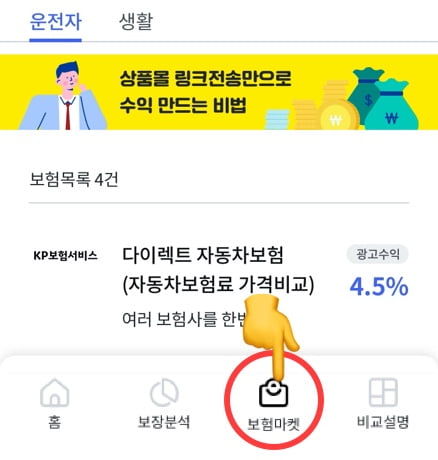 운전자 생활
상품몰 링크전송만으로
수익 만드는 비법
보험목록 4건
KP보험서비스
다이렉트 자동차보험
(자동차보험료 가격비교)
광고수익
4.5%
여러 보험사를 한번
홈 보장분석 보험마켓 비교설명